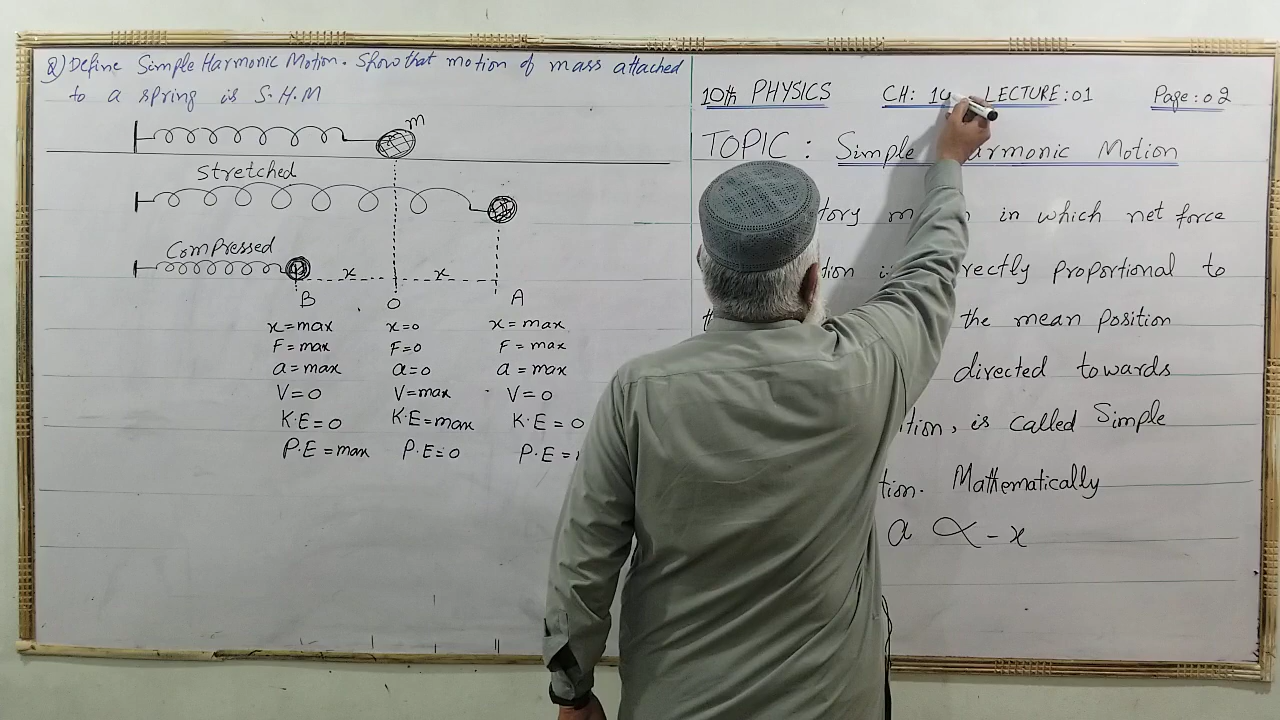 Q) Define Simple Harmonic Motion. Show that motion of mass attached
to a spring is S.H.M
m
stretched
Compressed
x x
B O A
x=max x=0 x=max
F=max F=0 F=max
a=max a=0 a=max
V=0 V=max V=0
K.E=0 K.E=max K.E=0
P.E=max P.E=0 P.E=
10th PHYSICS CH: 14 LECTURE:01 Page:02
TOPIC: Simple Harmonic Motion
in which net force
directly proportional to
the mean position
directed towards
is called Simple
Mathematically
a ∝ -x